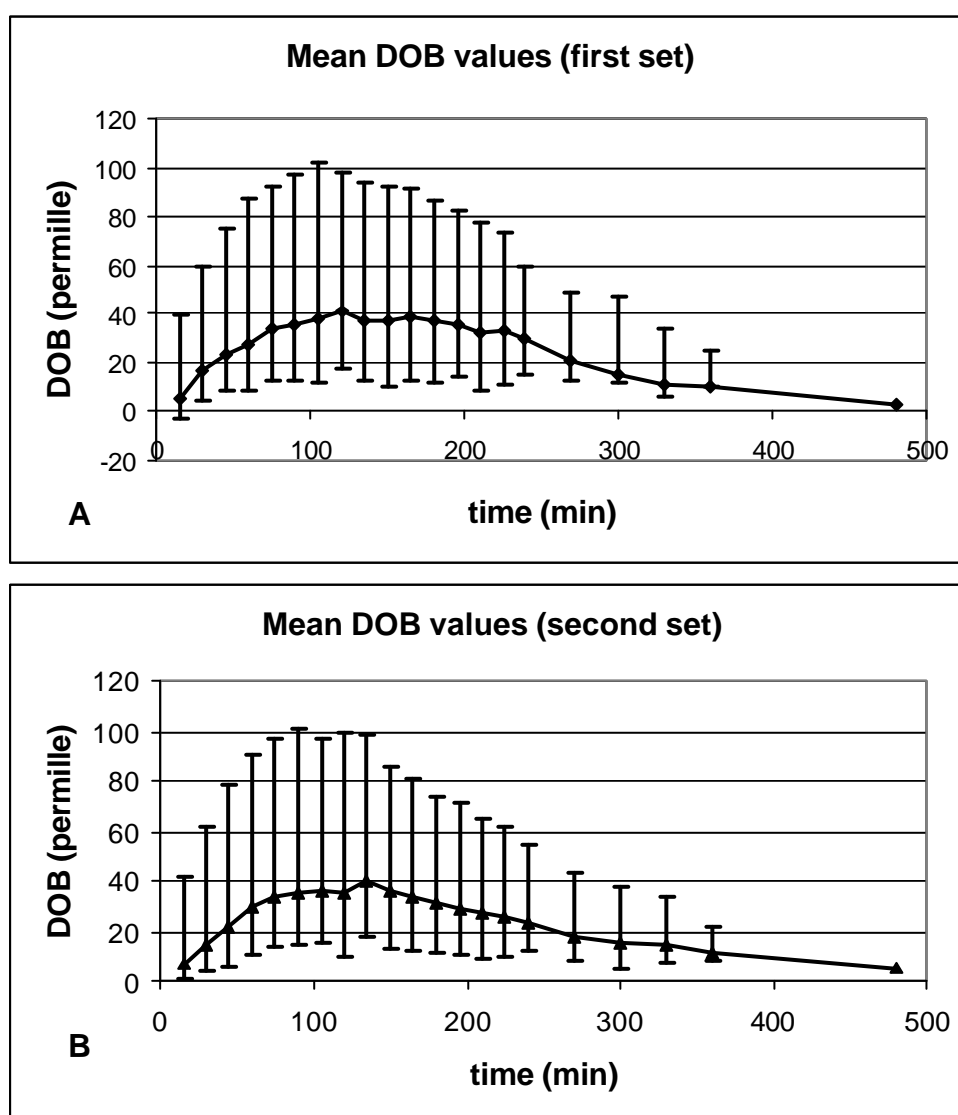 Mean DOB values (first set)
120
100
80
60
40
20
0
-20
DOB (permille)
0 100 200 300 400 500
time (min)
A
Mean DOB values (second set)
120
100
80
60
40
20
0
DOB (permille)
0 100 200 300 400 500
time (min)
B